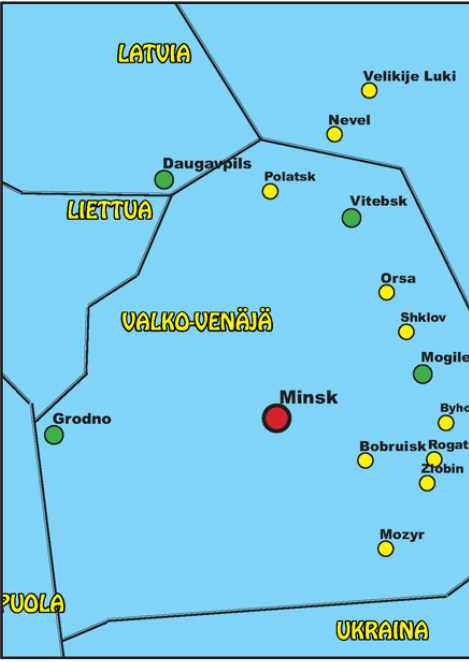 LATVIA
Velikije Luki
Nevel
Daugavpils
Polatsk
LIETTUA
Vitebsk
Orsa
VALKO-VENÄJÄ
Shklov
Mogile
Minsk
Byho
Grodno
Bobruisk
Rogat
Zlobin
Mozyr
PUOLA
UKRAINA